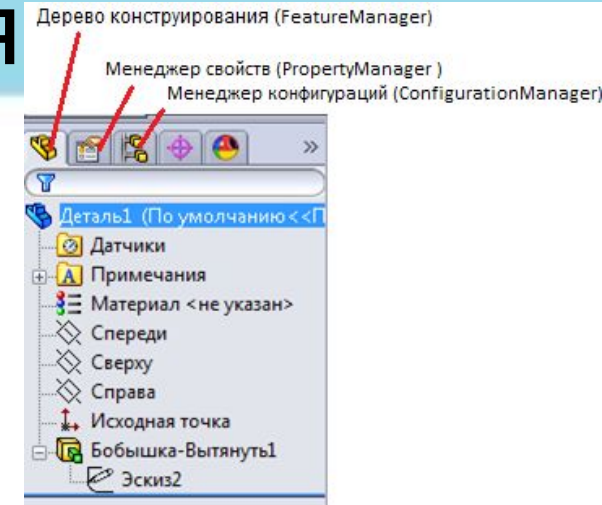 Я
Дерево конструирования (FeatureManager)
Менеджер свойств (PropertyManager )
Менеджер конфигураций (ConfigurationManager)
»
Деталь1 (По умолчанию<<П
Датчики
A Примечания
Материал <не указан>
Спереди
Сверху
Справа
Исходная точка
Бобышка-Вытянуть1
Эскиз2